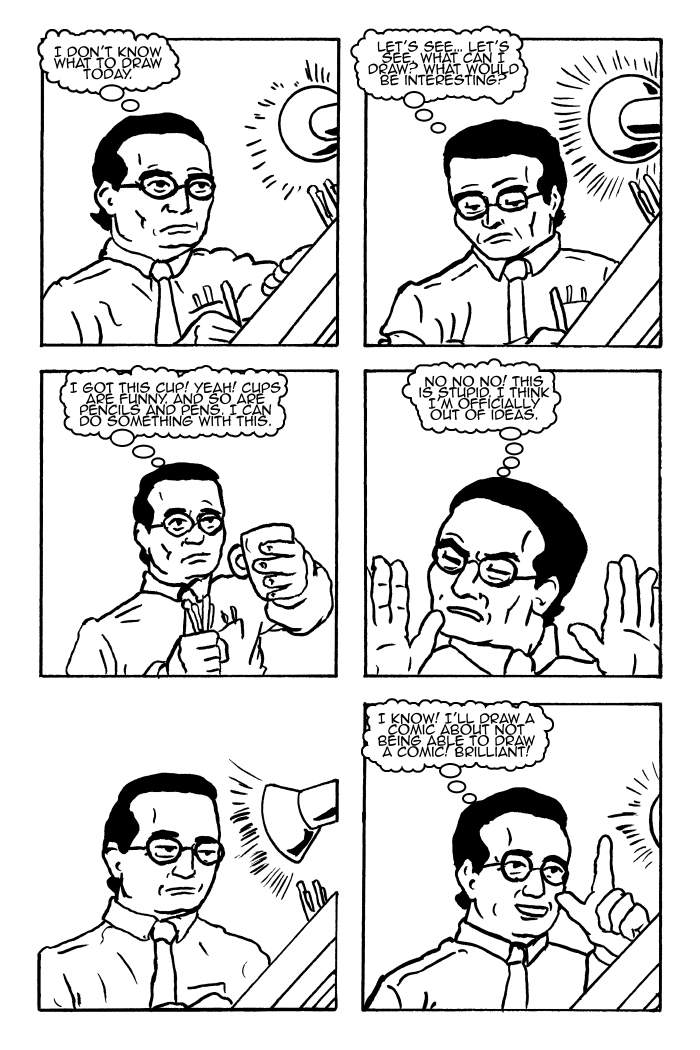 I DON'T KNOW
WHAT TO DRAW
TODAY.
LET'S SEE... LET'S
SEE, WHAT CAN I
DRAW? WHAT WOULD
BE INTERESTING?
I GOT THIS CUP! YEAH! CUPS
ARE FUNNY. AND SO ARE
PENCILS AND PENS. I CAN
DO SOMETHING WITH THIS.
NO NO NO! THIS
IS STUPID. I THINK
I'M OFFICIALLY
OUT OF IDEAS.
I KNOW! I'LL DRAW A
COMIC ABOUT NOT
BEING ABLE TO DRAW
A COMIC! BRILLIANT!